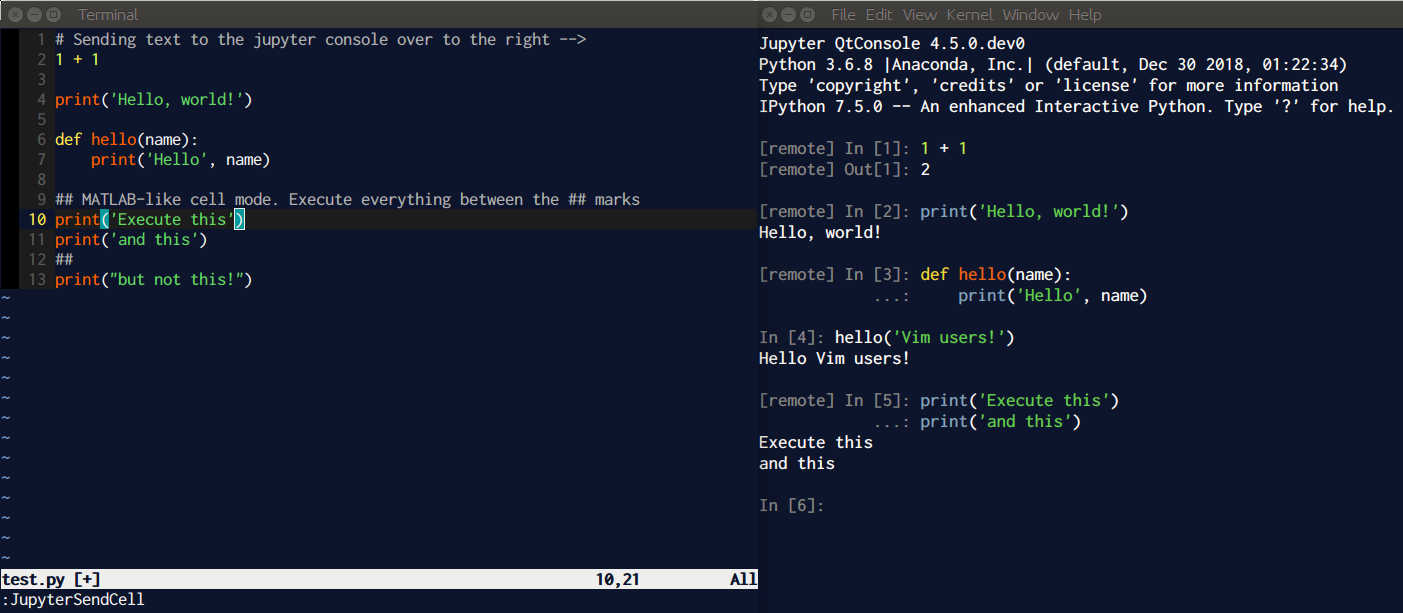 Terminal
1 # Sending text to the jupyter console over to the right -->
2 1 + 1
3
4 print('Hello, world!')
5
6 def hello(name):
7     print('Hello', name)
8
9 ## MATLAB-like cell mode. Execute everything between the ## marks
10 print('Execute this')
11 print('and this')
12 ##
13 print("but not this!")
~
~
~
~
~
~
~
~
~
~
~
~
~
~
test.py [+] 10,21 All
:JupyterSendCell
File Edit View Kernel Window Help
Jupyter QtConsole 4.5.0.dev0
Python 3.6.8 |Anaconda, Inc.| (default, Dec 30 2018, 01:22:34)
Type 'copyright', 'credits' or 'license' for more information
IPython 7.5.0 -- An enhanced Interactive Python. Type '?' for help.
[remote] In [1]: 1 + 1
[remote] Out[1]: 2
[remote] In [2]: print('Hello, world!')
Hello, world!
[remote] In [3]: def hello(name):
...:     print('Hello', name)
In [4]: hello('Vim users!')
Hello Vim users!
[remote] In [5]: print('Execute this')
...: print('and this')
Execute this
and this
In [6]: